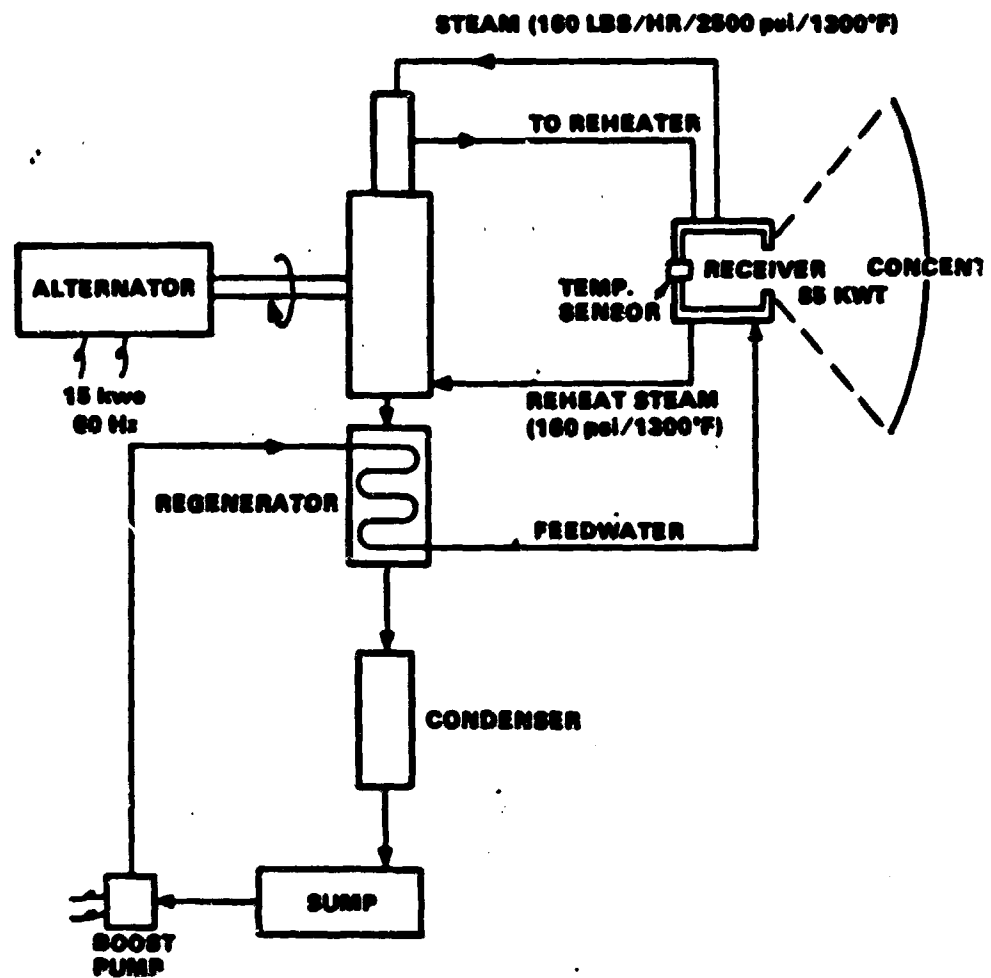 STEAM (160 LBS/HR/2500 psi/1300°F)
TO REHEATER
ALTERNATOR
15 kwe
60 Hz
TEMP.
SENSOR
RECEIVER
85 KWT
CONCENT
REHEAT STEAM
(160 psi/1300°F)
REGENERATOR
FEEDWATER
CONDENSER
SUMP
BOOST
PUMP